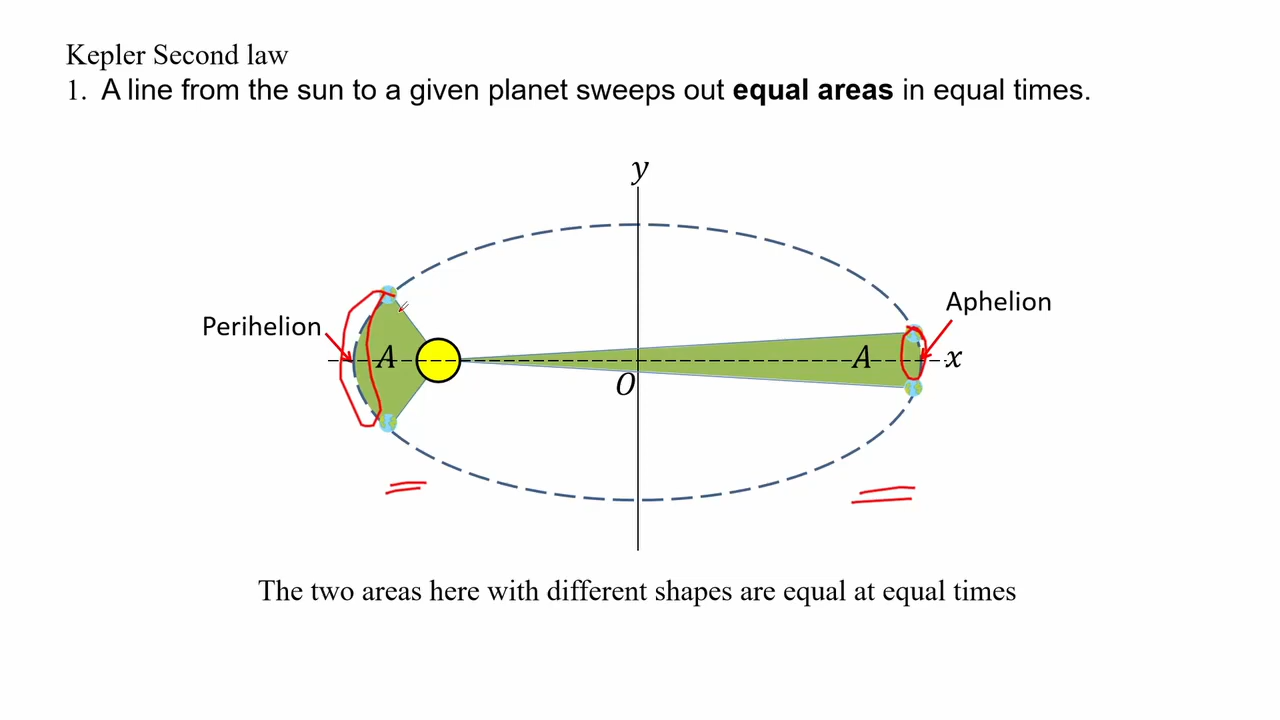 Kepler Second law
1. A line from the sun to a given planet sweeps out equal areas in equal times.
y
Aphelion
Perihelion
A
A
x
O
The two areas here with different shapes are equal at equal times